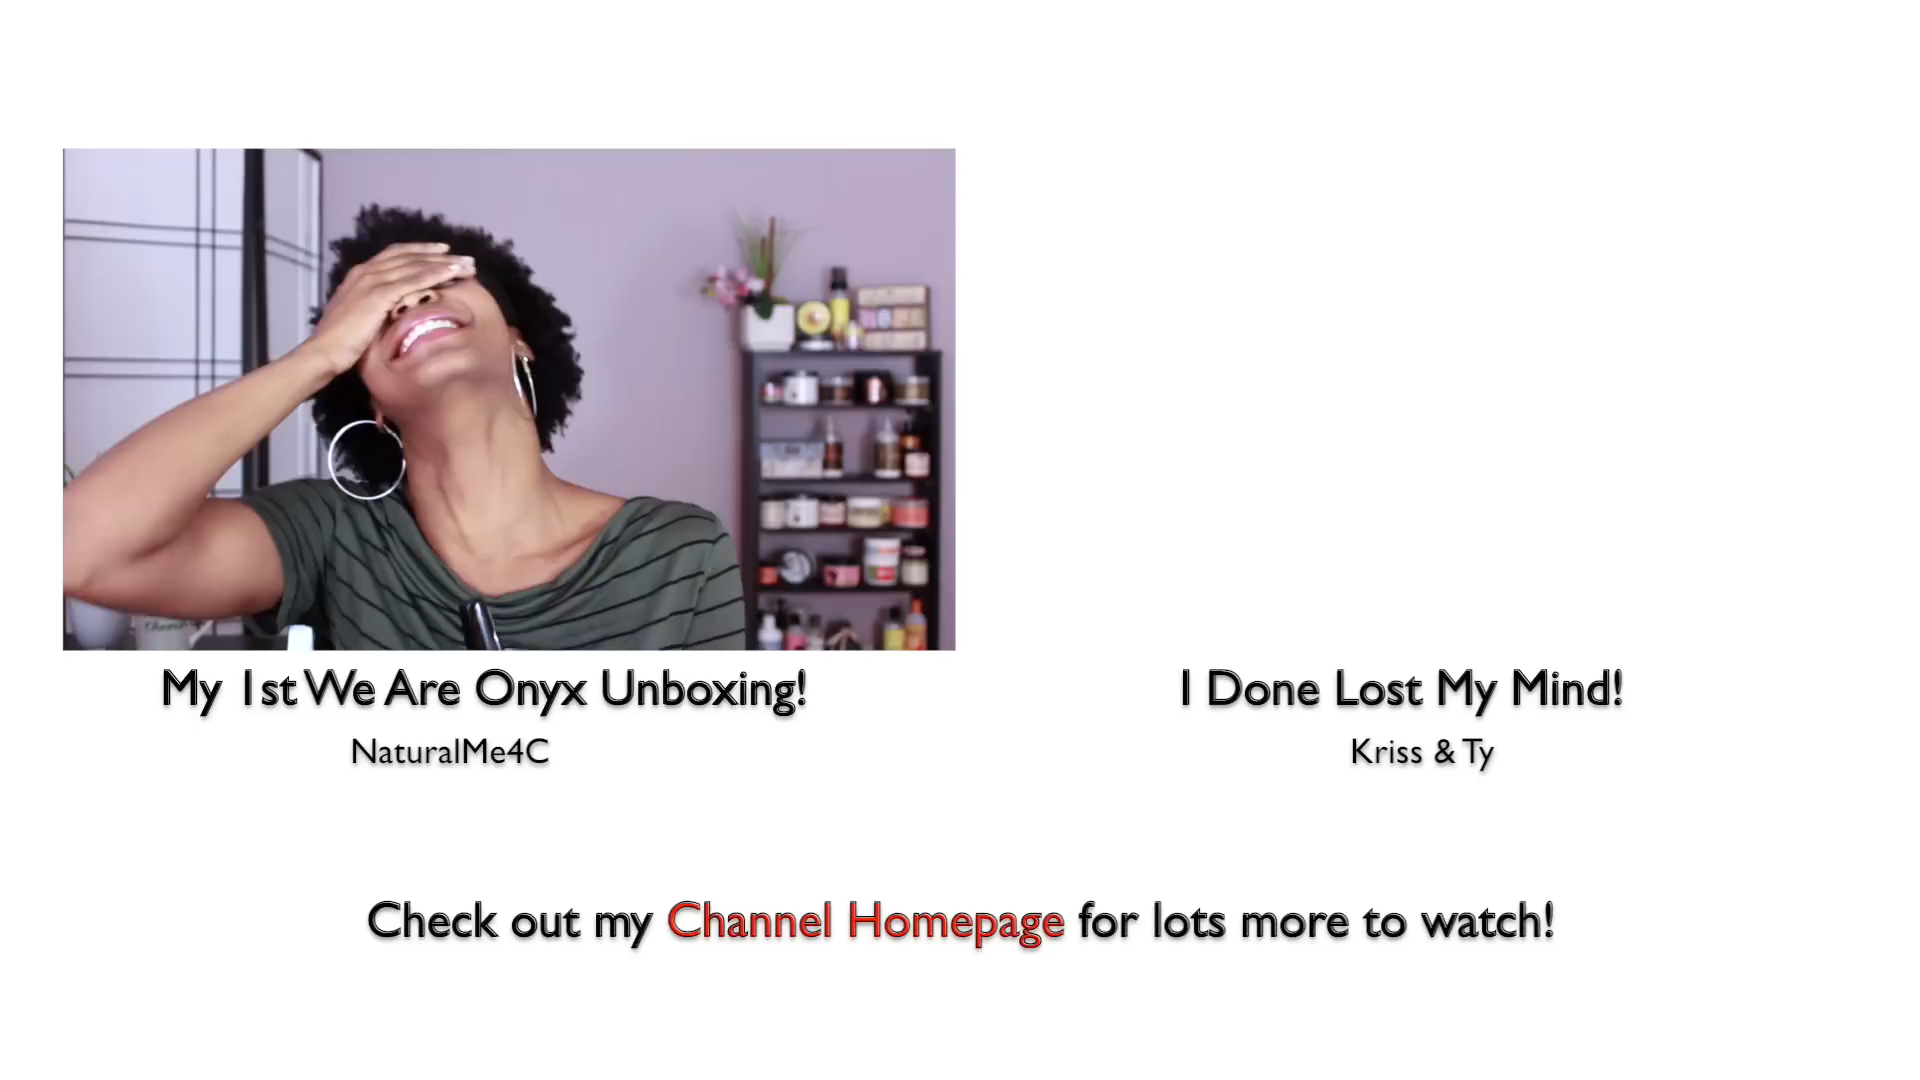 My 1st We Are Onyx Unboxing!
NaturalMe4C
I Done Lost My Mind!
Kriss & Ty
Check out my Channel Homepage for lots more to watch!